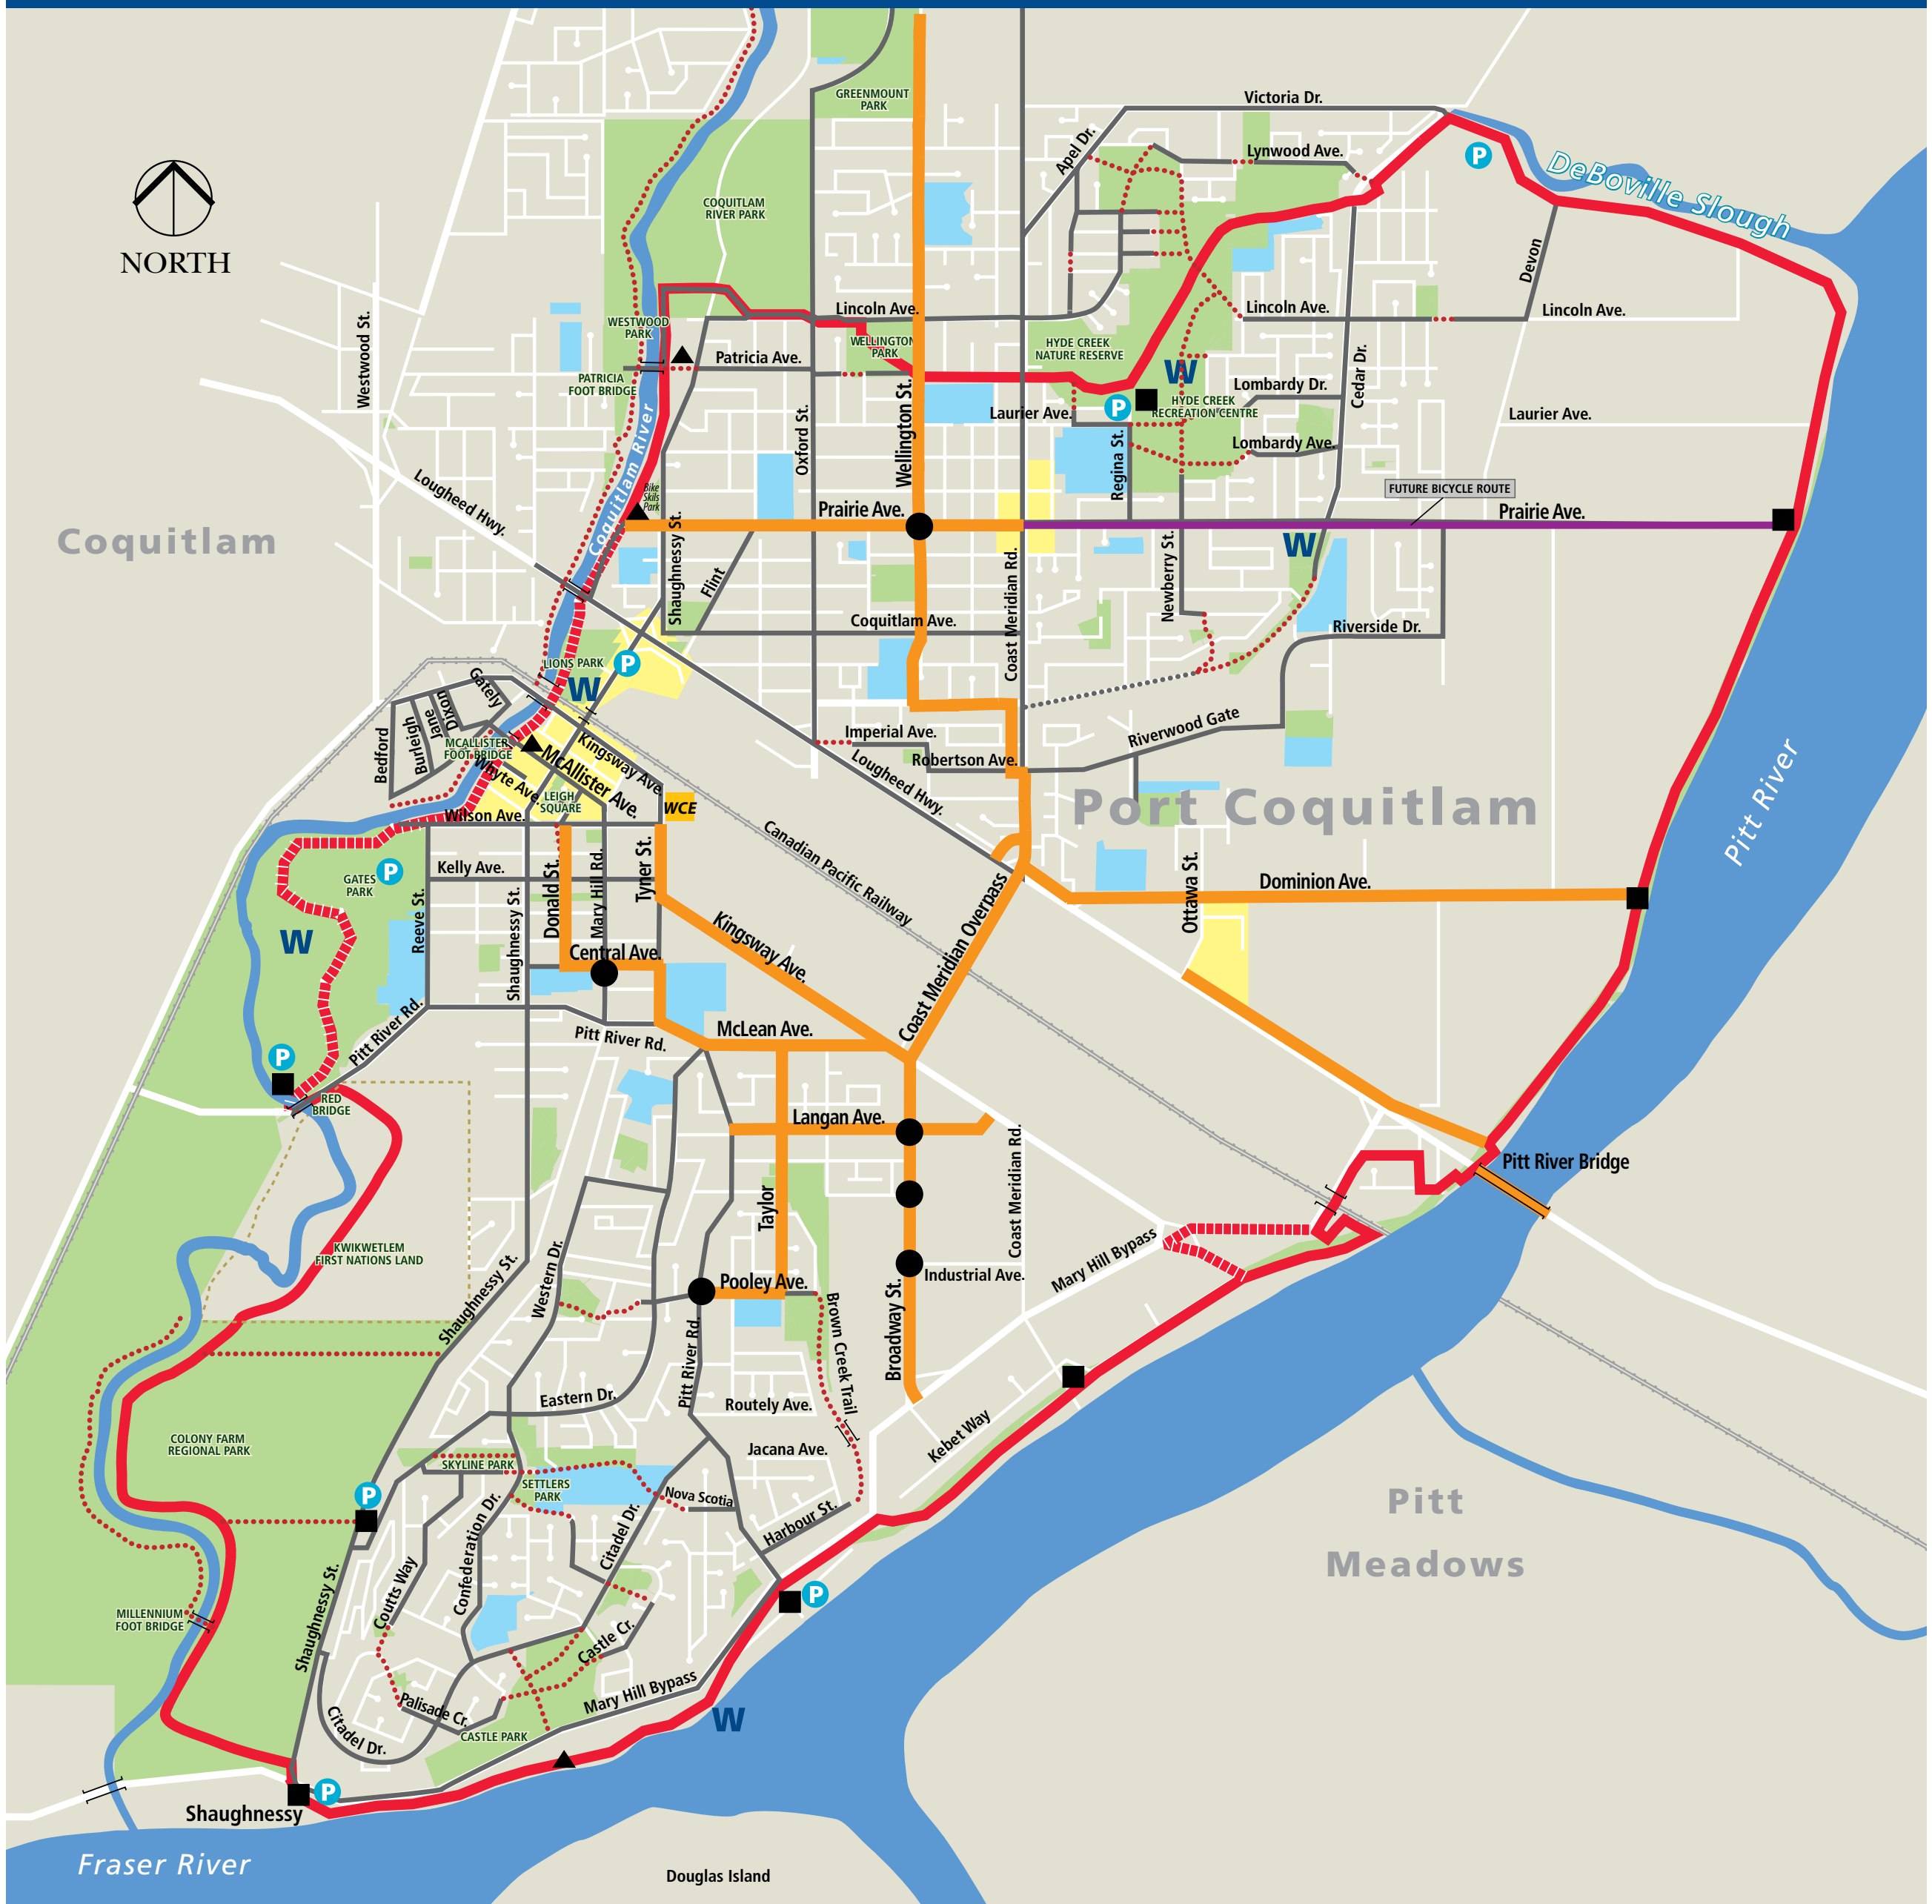 GREENMOUNT
PARK
Victoria Dr.
Apel Dr.
Lynwood Ave.
P
DeBoville Slough
COQUITLAM
RIVER PARK
NORTH
Devon
Westwood St.
WESTWOOD
PARK
Lincoln Ave.
Lincoln Ave.
Lincoln Ave.
WELLINGTON
PARK
HYDE CREEK
NATURE RESERVE
Patricia Ave.
PATRICIA
FOOT BRIDGE
W
Cedar Dr.
Lombardy Dr.
HYDE CREEK
RECREATION CENTRE
P
Laurier Ave.
Laurier Ave.
Oxford St.
Wellington St.
Coquitlam River
Lombardy Ave.
Regina St.
Lougheed Hwy.
Bike
Skils
Park
FUTURE BICYCLE ROUTE
Prairie Ave.
Prairie Ave.
Coquitlam
W
Shaughnessy St.
Flint
Coast Meridian Rd.
Newberry St.
Coquitlam Ave.
Riverside Dr.
LIONS PARK
P
W
Gately
Dixon
Jane
Burleigh
Bedford
MCALLISTER
FOOT BRIDGE
Kingsway Ave.
McAllister Ave.
Whyte Ave.
LEIGH
SQUARE
WCE
Wilson Ave.
Imperial Ave.
Robertson Ave.
Riverwood Gate
Lougheed Hwy.
Port Coquitlam
Pitt River
Canadian Pacific Railway
Kelly Ave.
GATES
PARK
P
W
Reeve St.
Shaughnessy St.
Donald St.
Mary Hill Rd.
Tyner St.
Central Ave.
Kingsway Ave.
Coast Meridian Overpass
Ottawa St.
Dominion Ave.
Pitt River Rd.
Pitt River Rd.
McLean Ave.
P
RED
BRIDGE
Langan Ave.
Coast Meridian Rd.
Pitt River Bridge
Taylor
KWIKWETLEM
FIRST NATIONS LAND
Shaughnessy St.
Western Dr.
Pooley Ave.
Industrial Ave.
Mary Hill Bypass
Broadway St.
Brown Creek Trail
Pitt River Rd.
Eastern Dr.
Routely Ave.
Kebet Way
Jacana Ave.
COLONY FARM
REGIONAL PARK
SKYLINE PARK
SETTLERS
PARK
Nova Scotia
P
Harbour St.
Citadel Dr.
Confederation Dr.
Coutts Way
Shaughnessy St.
Pitt
Meadows
P
MILLENNIUM
FOOT BRIDGE
Castle Cr.
Mary Hill Bypass
Palisade Cr.
Citadel Dr.
CASTLE PARK
W
P
Shaughnessy
Fraser River
Douglas Island